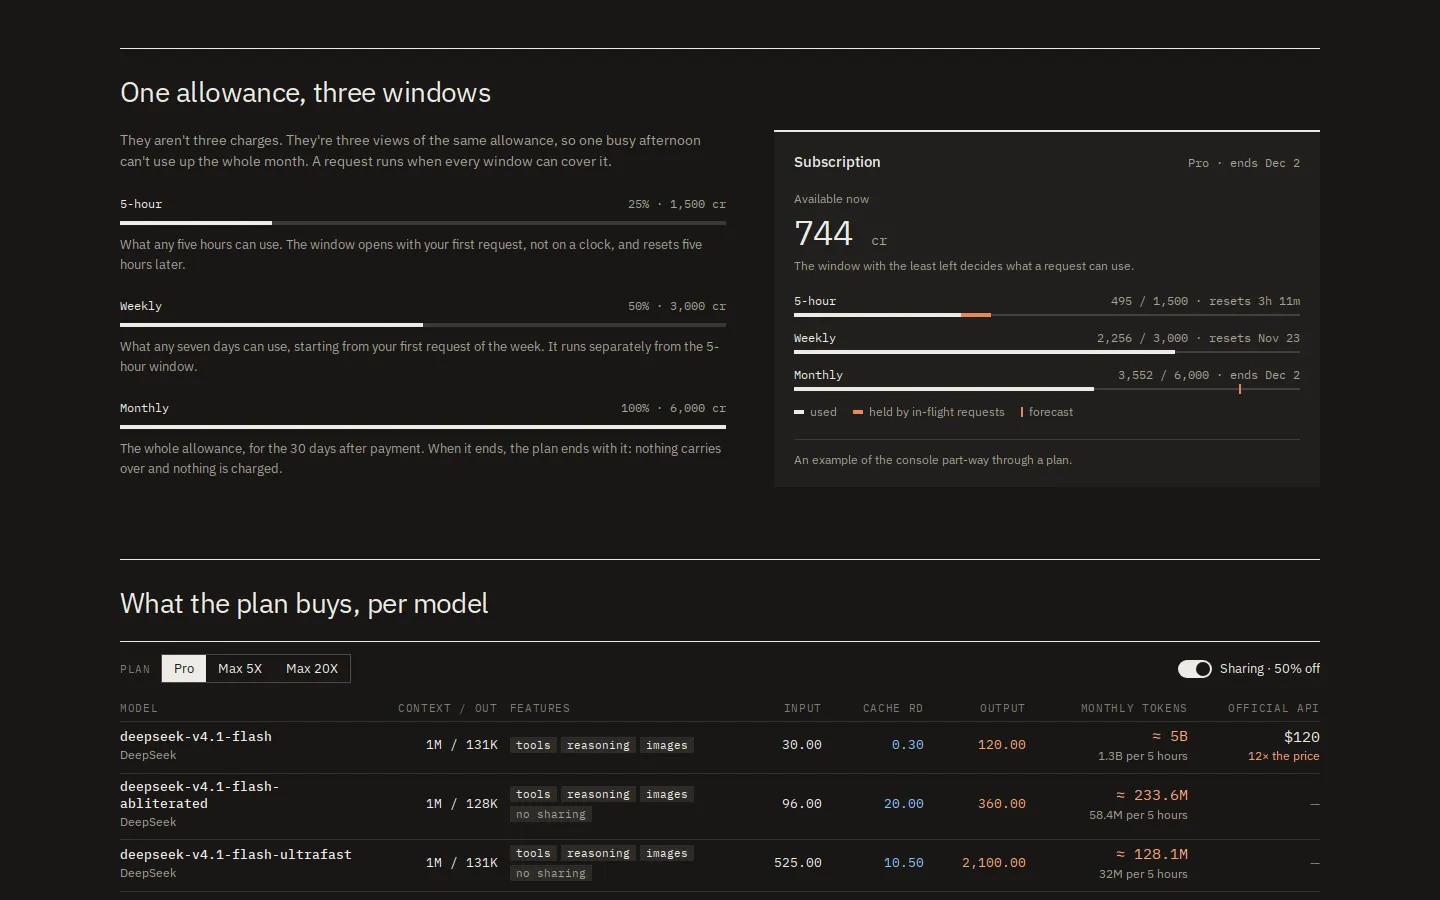 One allowance, three windows
They aren't three charges. They're three views of the same allowance, so one busy afternoon
can't use up the whole month. A request runs when every window can cover it.
5-hour 25% · 1,500 cr
What any five hours can use. The window opens with your first request, not on a clock, and resets five
hours later.
Weekly 50% · 3,000 cr
What any seven days can use, starting from your first request of the week. It runs separately from the 5-
hour window.
Monthly 100% · 6,000 cr
The whole allowance, for the 30 days after payment. When it ends, the plan ends with it: nothing carries
over and nothing is charged.
Subscription Pro · ends Dec 2
Available now
744 cr
The window with the least left decides what a request can use.
5-hour 495 / 1,500 · resets 3h 11m
Weekly 2,256 / 3,000 · resets Nov 23
Monthly 3,552 / 6,000 · ends Dec 2
used held by in-flight requests forecast
An example of the console part-way through a plan.
What the plan buys, per model
PLAN Pro Max 5X Max 20X Sharing · 50% off
MODEL CONTEXT / OUT FEATURES INPUT CACHE RD OUTPUT MONTHLY TOKENS OFFICIAL API
deepseek-v4.1-flash 1M / 131K tools reasoning images 30.00 0.30 120.00 ≈ 5B $120
DeepSeek 1.3B per 5 hours 12× the price
deepseek-v4.1-flash-
abliterated 1M / 128K tools reasoning images 96.00 20.00 360.00 ≈ 233.6M —
DeepSeek no sharing 58.4M per 5 hours
deepseek-v4.1-flash-ultrafast 1M / 131K tools reasoning images 525.00 10.50 2,100.00 ≈ 128.1M —
DeepSeek no sharing 32M per 5 hours